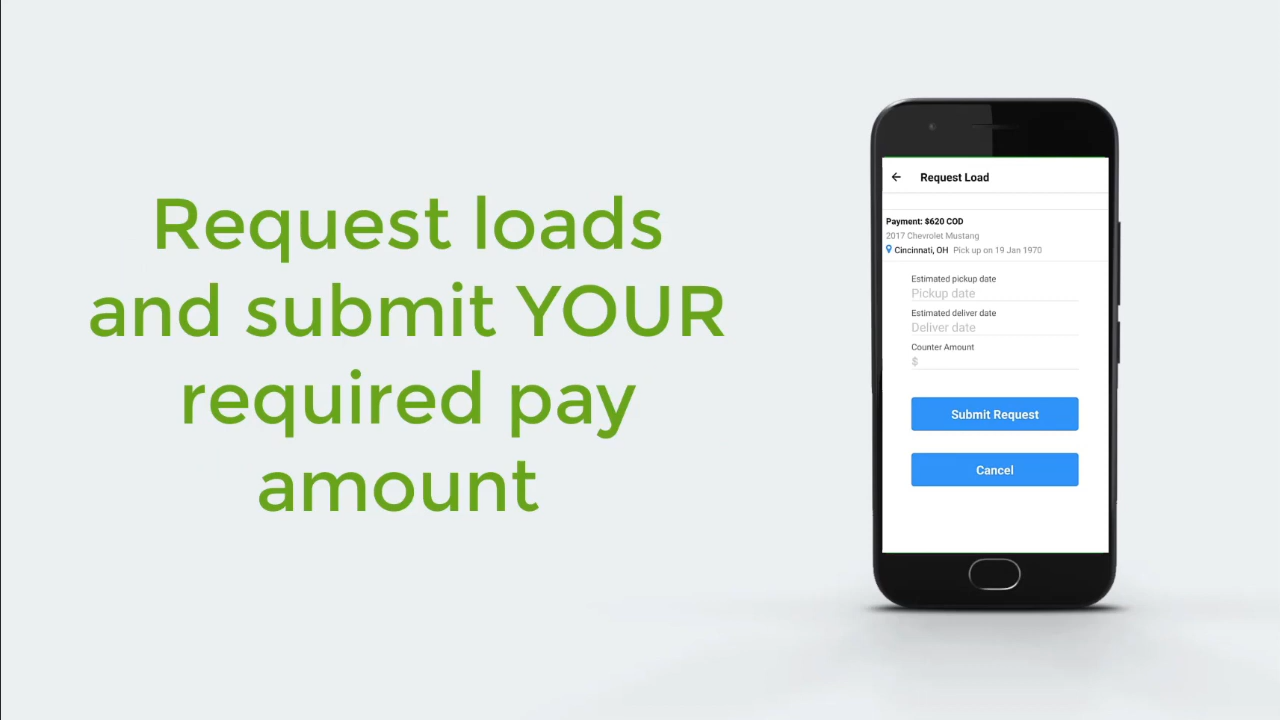 Request loads
and submit YOUR
required pay
amount
Request Load
Payment: $620 COD
2017 Chevrolet Mustang
Cincinnati, OH Pick up on 19 Jan 1970
Estimated pickup date
Pickup date
Estimated deliver date
Deliver date
Counter Amount
$
Submit Request
Cancel